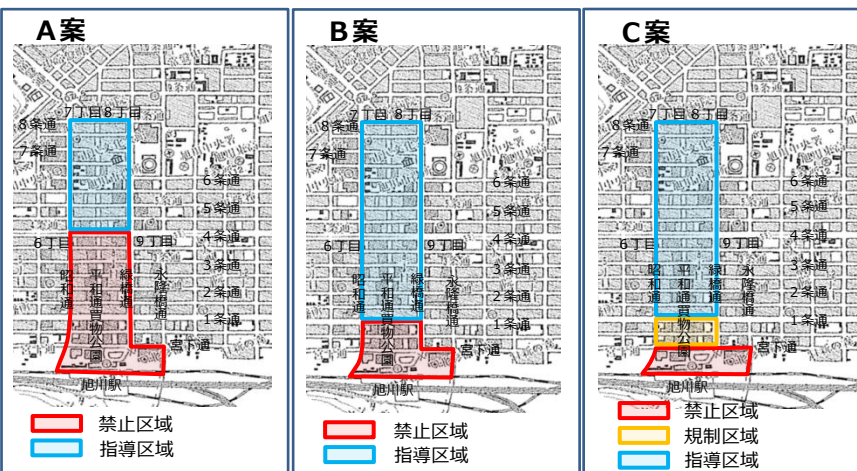 A案
7丁目 8丁目
8条通
7条通
6条通
5条通
4条通
6丁目
9丁目
3条通
2条通
1条通
昭和通
平和通買物公園
緑橋通
永隆橋通
宮下通
旭川駅
禁止区域
指導区域
B案
7丁目 8丁目
8条通
7条通
6条通
5条通
4条通
6丁目
9丁目
3条通
2条通
1条通
昭和通
平和通買物公園
緑橋通
永隆橋通
宮下通
旭川駅
禁止区域
指導区域
C案
7丁目 8丁目
8条通
7条通
6条通
5条通
4条通
6丁目
9丁目
3条通
2条通
1条通
昭和通
平和通買物公園
緑橋通
永隆橋通
宮下通
旭川駅
禁止区域
規制区域
指導区域